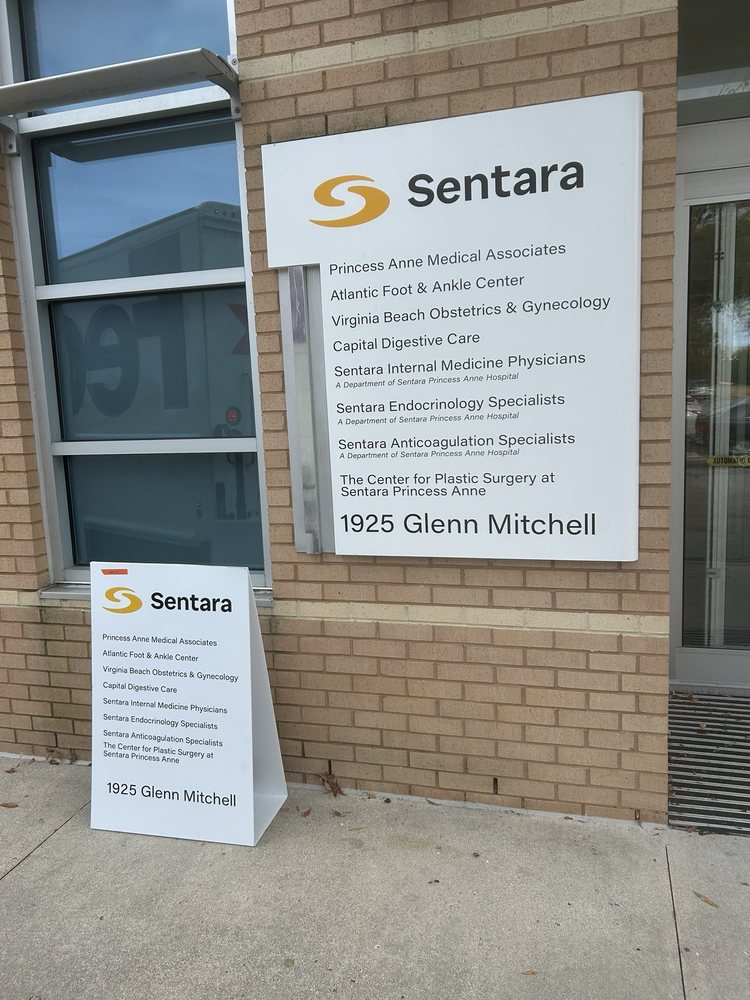 Sentara
Princess Anne Medical Associates
Atlantic Foot & Ankle Center
Virginia Beach Obstetrics & Gynecology
Capital Digestive Care
Sentara Internal Medicine Physicians
A Department of Sentara Princess Anne Hospital
Sentara Endocrinology Specialists
A Department of Sentara Princess Anne Hospital
Sentara Anticoagulation Specialists
A Department of Sentara Princess Anne Hospital
The Center for Plastic Surgery at
Sentara Princess Anne
1925 Glenn Mitchell
Sentara
Princess Anne Medical Associates
Atlantic Foot & Ankle Center
Virginia Beach Obstetrics & Gynecology
Capital Digestive Care
Sentara Internal Medicine Physicians
Sentara Endocrinology Specialists
Sentara Anticoagulation Specialists
The Center for Plastic Surgery at
Sentara Princess Anne
1925 Glenn Mitchell